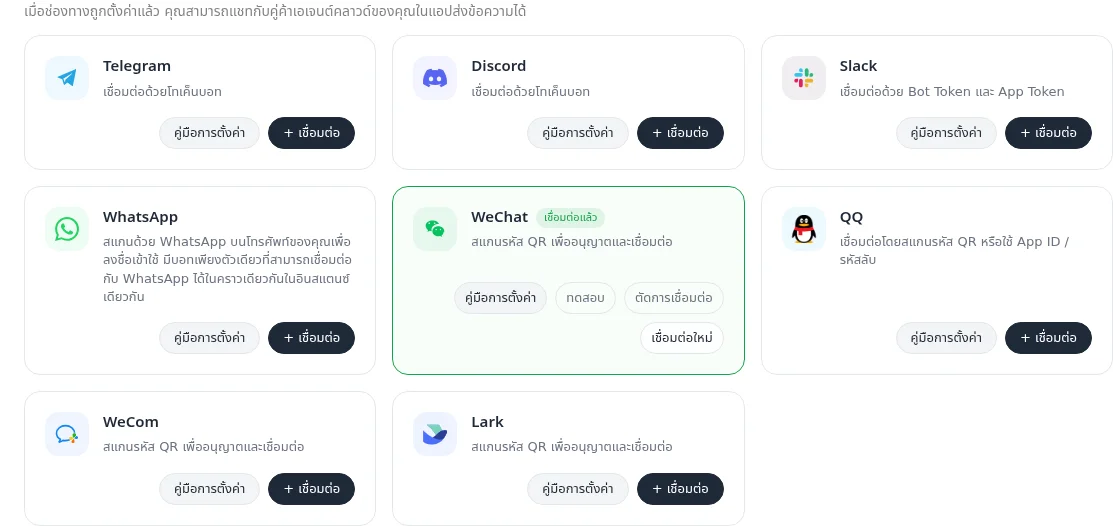 เมื่อช่องทางถูกตั้งค่าแล้ว คุณสามารถแชทกับคู่ค้าเอเจนต์คลาวด์ของคุณในแอปส่งข้อความได้
Telegram
เชื่อมต่อด้วยโทเค็นบอท
คู่มือการตั้งค่า
+ เชื่อมต่อ
Discord
เชื่อมต่อด้วยโทเค็นบอท
คู่มือการตั้งค่า
+ เชื่อมต่อ
Slack
เชื่อมต่อด้วย Bot Token และ App Token
คู่มือการตั้งค่า
+ เชื่อมต่อ
WhatsApp
สแกนด้วย WhatsApp บนโทรศัพท์ของคุณเพื่อ
ลงชื่อเข้าใช้ มีบอทเพียงตัวเดียวที่สามารถเชื่อมต่อ
กับ WhatsApp ได้ในคราวเดียวกันในอินสแตนซ์
เดียวกัน
คู่มือการตั้งค่า
+ เชื่อมต่อ
WeChat
เชื่อมต่อแล้ว
สแกนรหัส QR เพื่ออนุญาตและเชื่อมต่อ
คู่มือการตั้งค่า
ทดสอบ
ตัดการเชื่อมต่อ
เชื่อมต่อใหม่
QQ
เชื่อมต่อโดยสแกนรหัส QR หรือใช้ App ID /
รหัสลับ
คู่มือการตั้งค่า
+ เชื่อมต่อ
WeCom
สแกนรหัส QR เพื่ออนุญาตและเชื่อมต่อ
คู่มือการตั้งค่า
+ เชื่อมต่อ
Lark
สแกนรหัส QR เพื่ออนุญาตและเชื่อมต่อ
คู่มือการตั้งค่า
+ เชื่อมต่อ